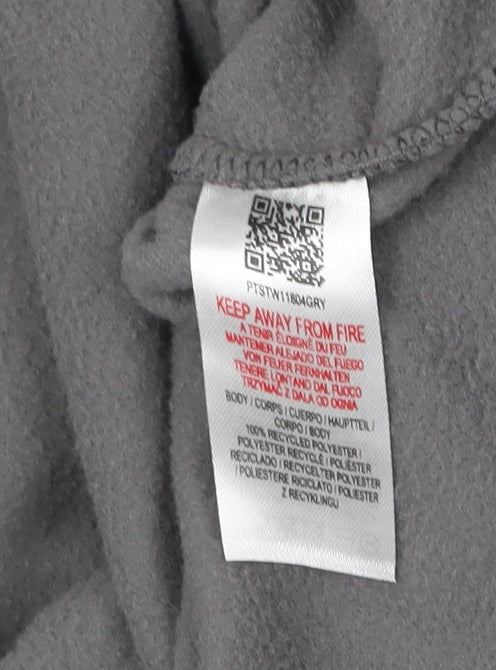 PTSTW11804GRY
KEEP AWAY FROM FIRE
A TENIR ÉLOIGNÉ DU FEU
MANTENER ALEJADO DEL FUEGO
VON FEUER FERNHALTEN
TENERE LONTANO DAL FUOCO
TRZYMAĆ Z DALA OD OGNIA
BODY / CORPS / CUERPO / HAUPTTEIL /
CORPO / BODY
100% RECYCLED POLYESTER /
POLYESTER RECYCLÉ / POLIÉSTER
RECICLADO / RECYCELTER POLYESTER
/ POLIESTERE RICICLATO / POLIESTER
Z RECYKLINGU